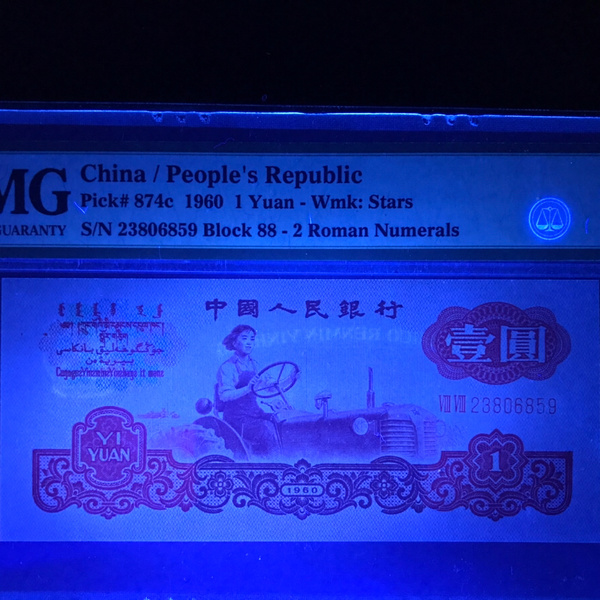 MG
GUARANTY
China / People's Republic
Pick# 874c 1960 1 Yuan - Wmk: Stars
S/N 23806859 Block 88 - 2 Roman Numerals
中國人民銀行
壹圓
VIII VIII 23806859
YI
YUAN
1960
1